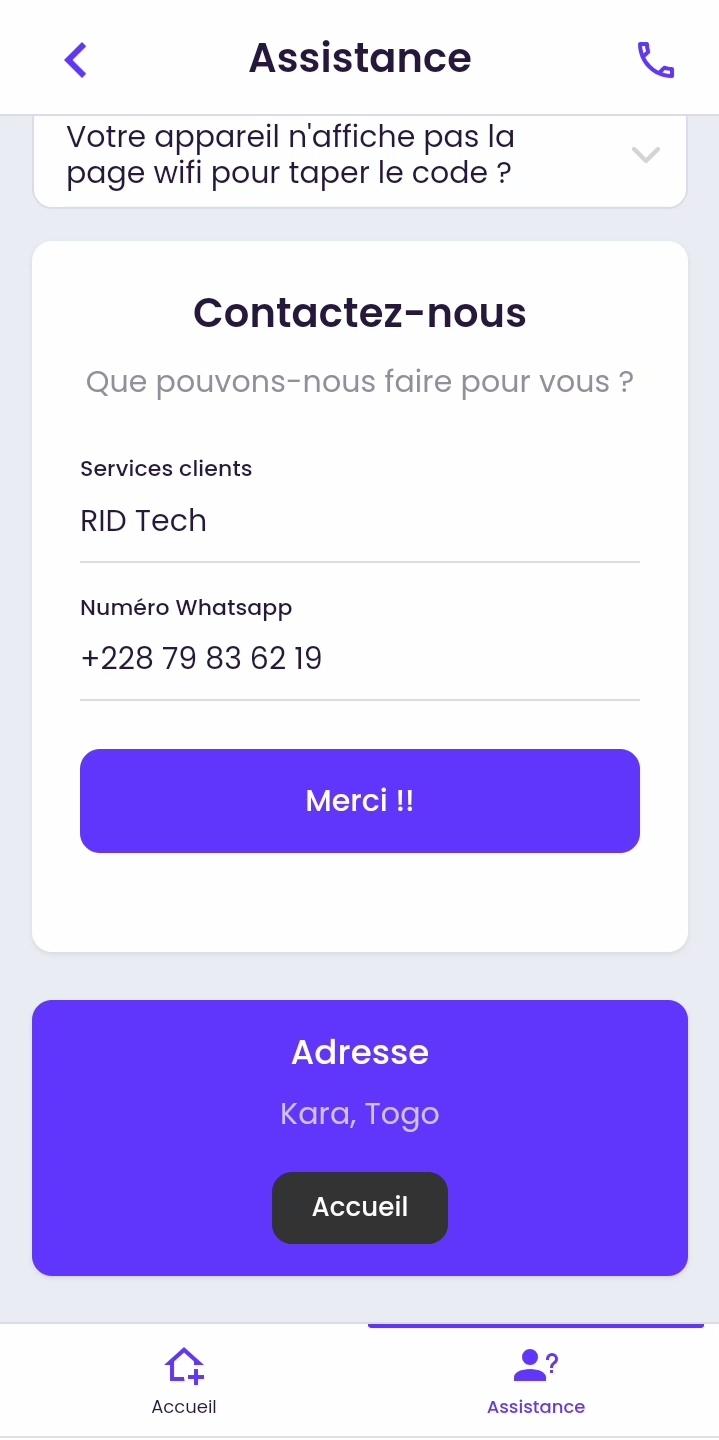 Assistance
Votre appareil n'affiche pas la
page wifi pour taper le code ?
Contactez-nous
Que pouvons-nous faire pour vous ?
Services clients
RID Tech
Numéro Whatsapp
+228 79 83 62 19
Merci !!
Adresse
Kara, Togo
Accueil
Accueil
Assistance